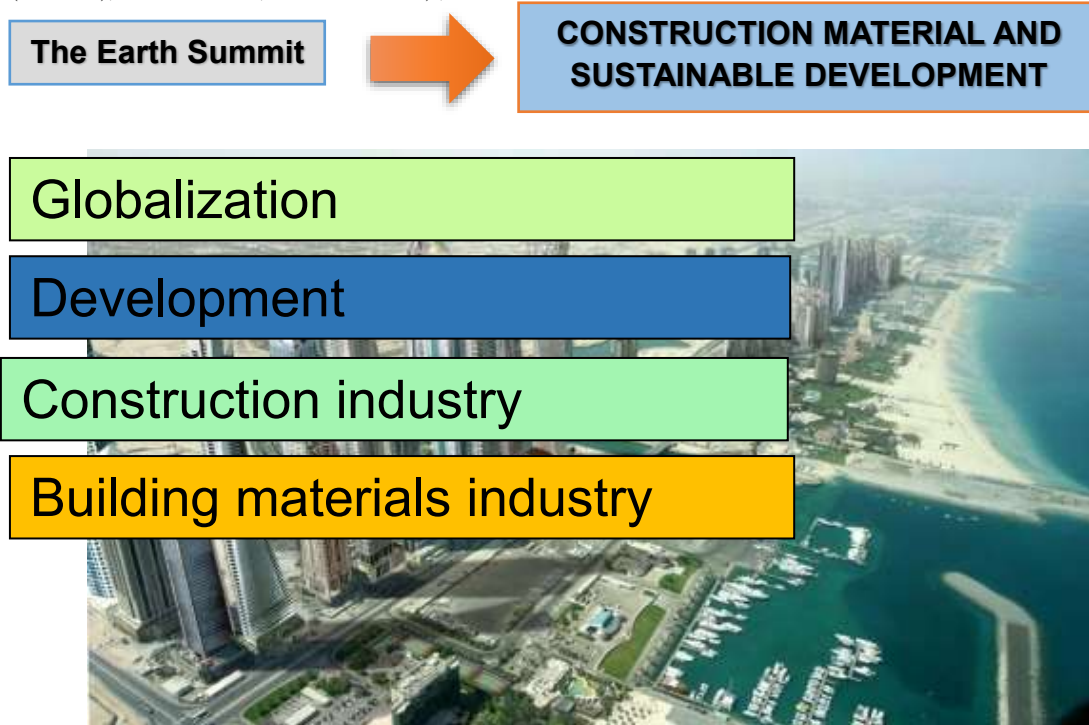 The Earth Summit
CONSTRUCTION MATERIAL AND
SUSTAINABLE DEVELOPMENT
Globalization
Development
Construction industry
Building materials industry